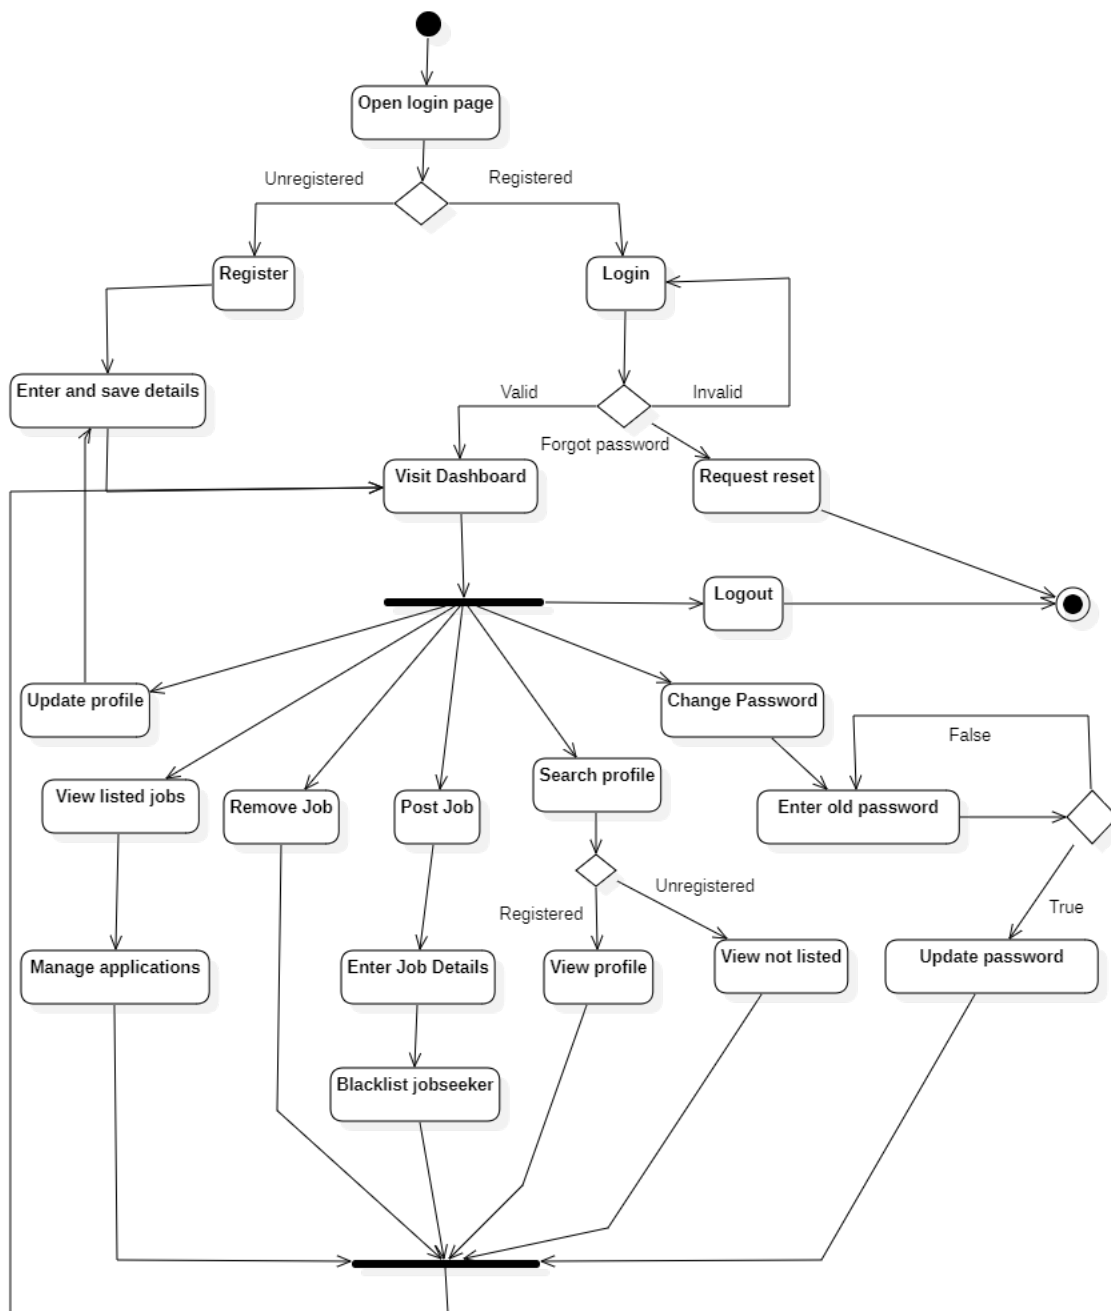 Open login page
Unregistered
Registered
Register
Login
Enter and save details
Valid
Invalid
Forgot password
Visit Dashboard
Request reset
Logout
Update profile
Change Password
False
View listed jobs
Remove Job
Post Job
Search profile
Enter old password
Unregistered
Registered
True
Manage applications
Enter Job Details
View profile
View not listed
Update password
Blacklist jobseeker